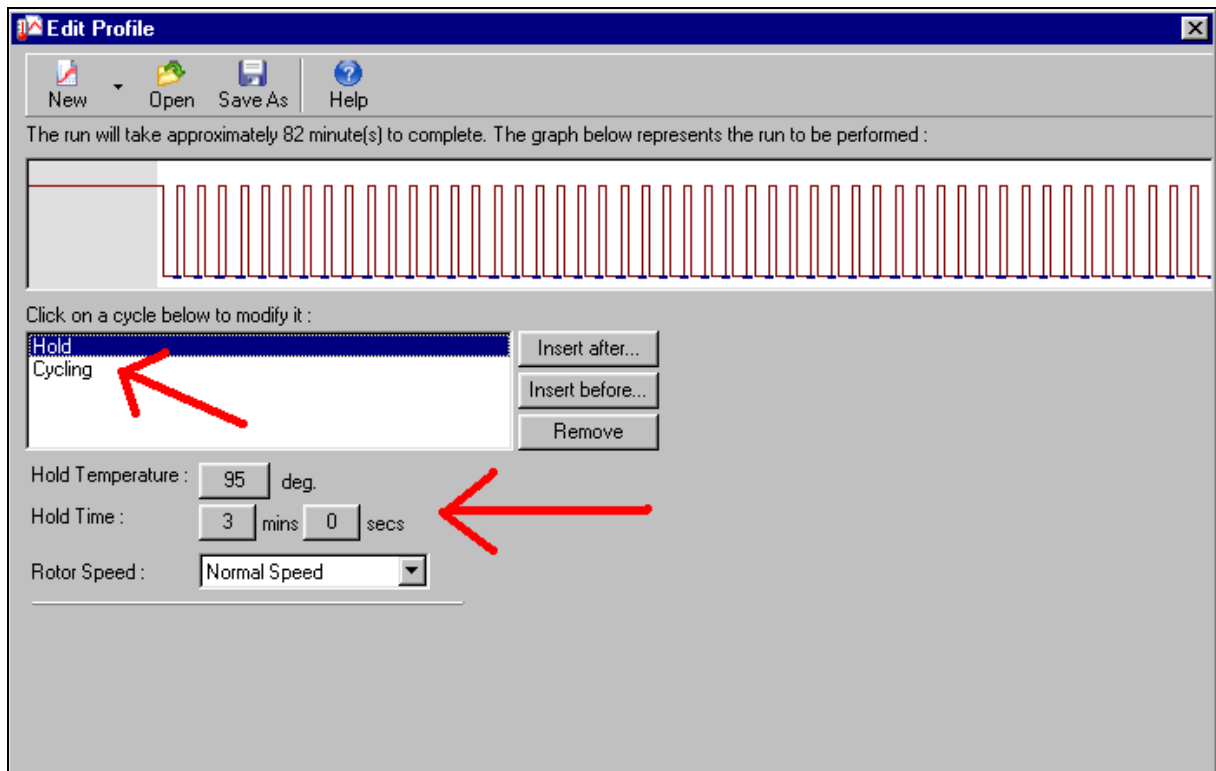 Edit Profile
New Open Save As Help
The run will take approximately 82 minute(s) to complete. The graph below represents the run to be performed :
Click on a cycle below to modify it :
Hold
Cycling
Insert after...
Insert before...
Remove
Hold Temperature : 95 deg.
Hold Time : 3 mins 0 secs
Rotor Speed : Normal Speed